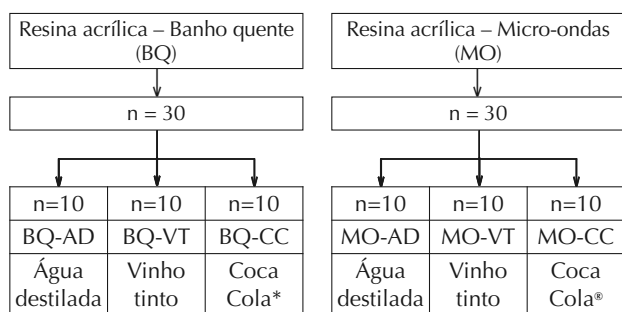 Resina acrílica – Banho quente
(BQ)
Resina acrílica – Micro-ondas
(MO)
n = 30
n = 30
n=10 n=10 n=10
BQ-AD BQ-VT BQ-CC
Água Vinho Coca
destilada tinto Cola*
n=10 n=10 n=10
MO-AD MO-VT MO-CC
Água Vinho Coca
destilada tinto Cola®